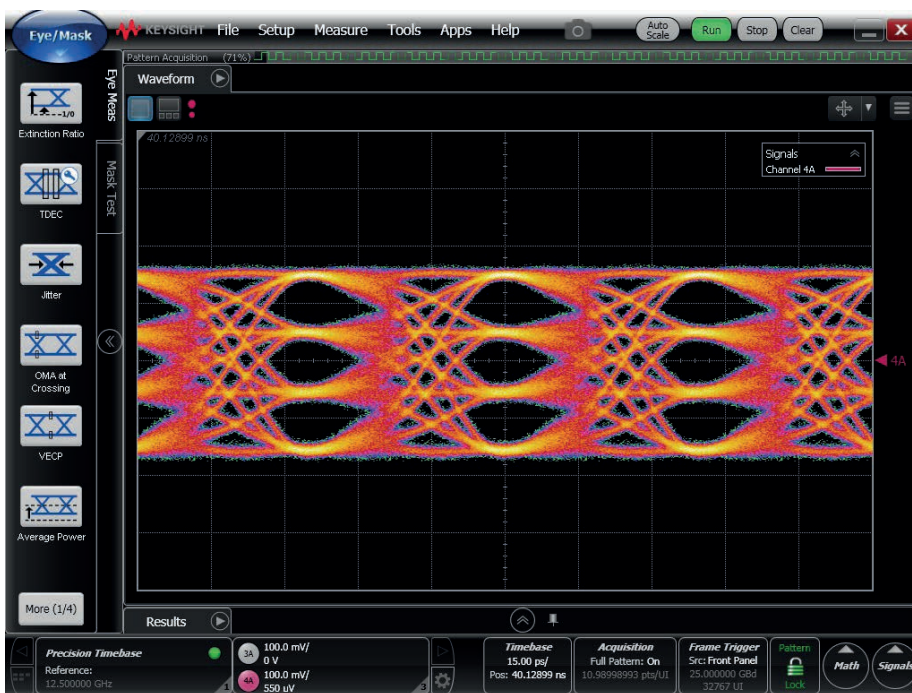 Eye/Mask
KEYSIGHT File Setup Measure Tools Apps Help
Auto Scale
Run
Stop
Clear
X
Pattern Acquisition (71%)
Eye Meas
Mask Test
Waveform
40.12899 ns
Signals
Channel 4A
1/0
Extinction Ratio
TDEC
Jitter
OMA at
Crossing
VECP
Average Power
More (1/4)
4A
Results
Precision Timebase
Reference:
12.500000 GHz
1
3A
100.0 mV/
0 V
4A
100.0 mV/
550 uV
3
Timebase
15.00 ps/
Pos: 40.12899 ns
Acquisition
Full Pattern: On
10.98998993 pts/UI
Frame Trigger
Src: Front Panel
25.000000 GBd
32767 UI
Pattern
Lock
Math
Signals